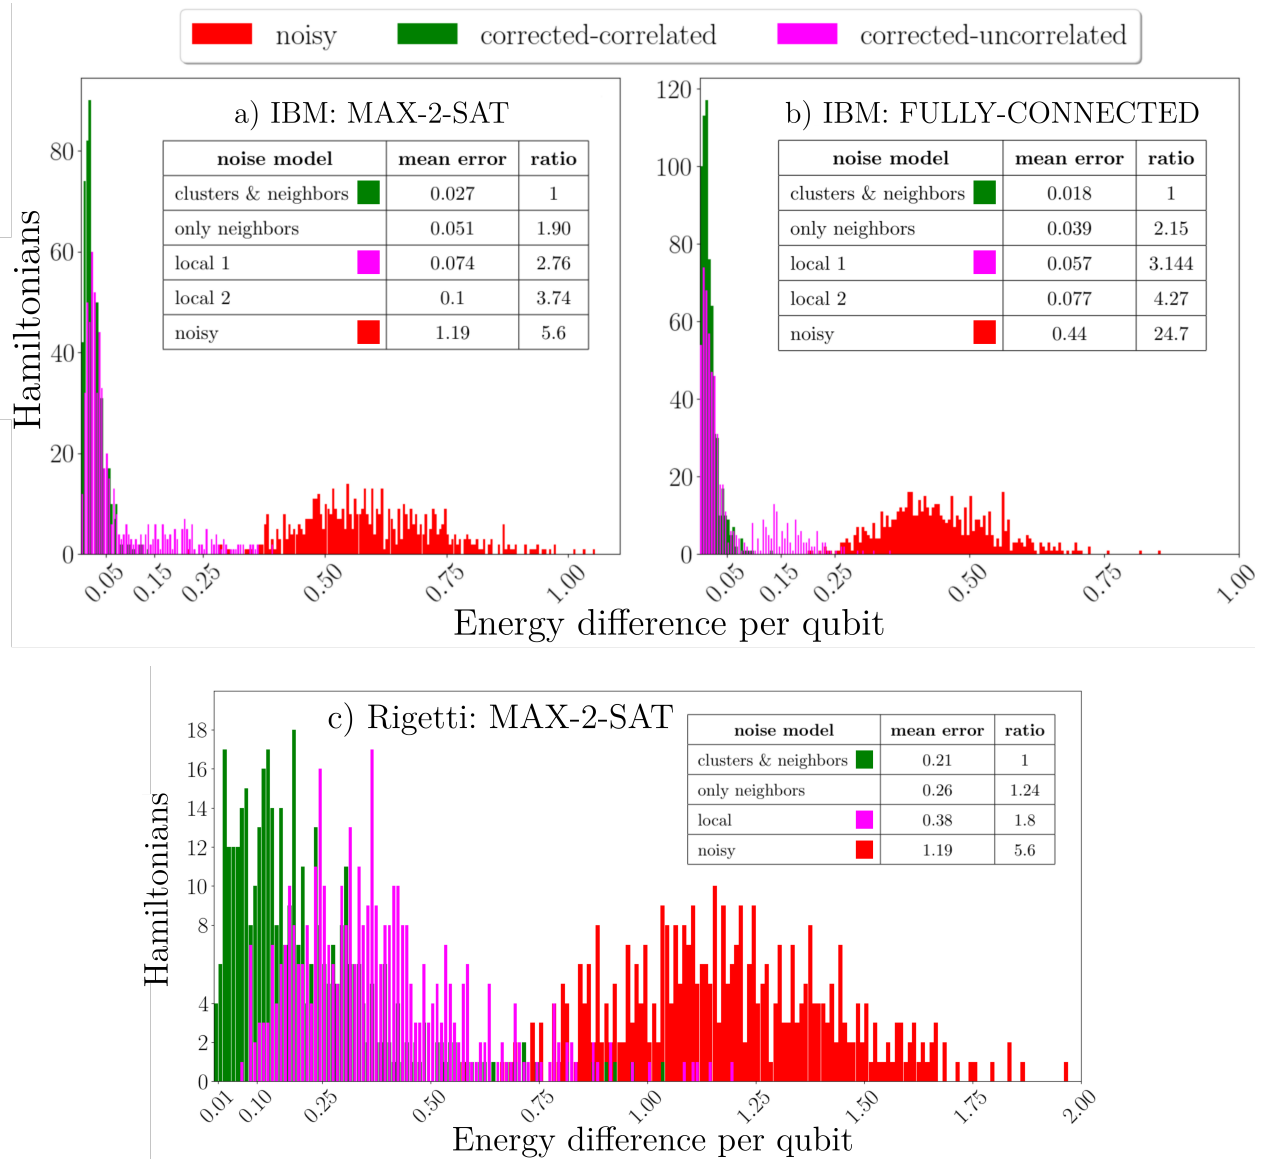 noisy corrected-correlated corrected-uncorrelated
a) IBM: MAX-2-SAT
noise model mean error ratio
clusters & neighbors 0.027 1
only neighbors 0.051 1.90
local 1 0.074 2.76
local 2 0.1 3.74
noisy 1.19 5.6
Hamiltonians
80
60
40
20
0
0.05 0.15 0.25 0.50 0.75 1.00
b) IBM: FULLY-CONNECTED
noise model mean error ratio
clusters & neighbors 0.018 1
only neighbors 0.039 2.15
local 1 0.057 3.144
local 2 0.077 4.27
noisy 0.44 24.7
120
100
80
60
40
20
0
0.05 0.15 0.25 0.50 0.75 1.00
Energy difference per qubit
c) Rigetti: MAX-2-SAT
noise model mean error ratio
clusters & neighbors 0.21 1
only neighbors 0.26 1.24
local 0.38 1.8
noisy 1.19 5.6
Hamiltonians
18
16
14
12
10
8
4
2
0
0.01 0.10 0.25 0.50 0.75 1.00 1.25 1.50 1.75 2.00
Energy difference per qubit